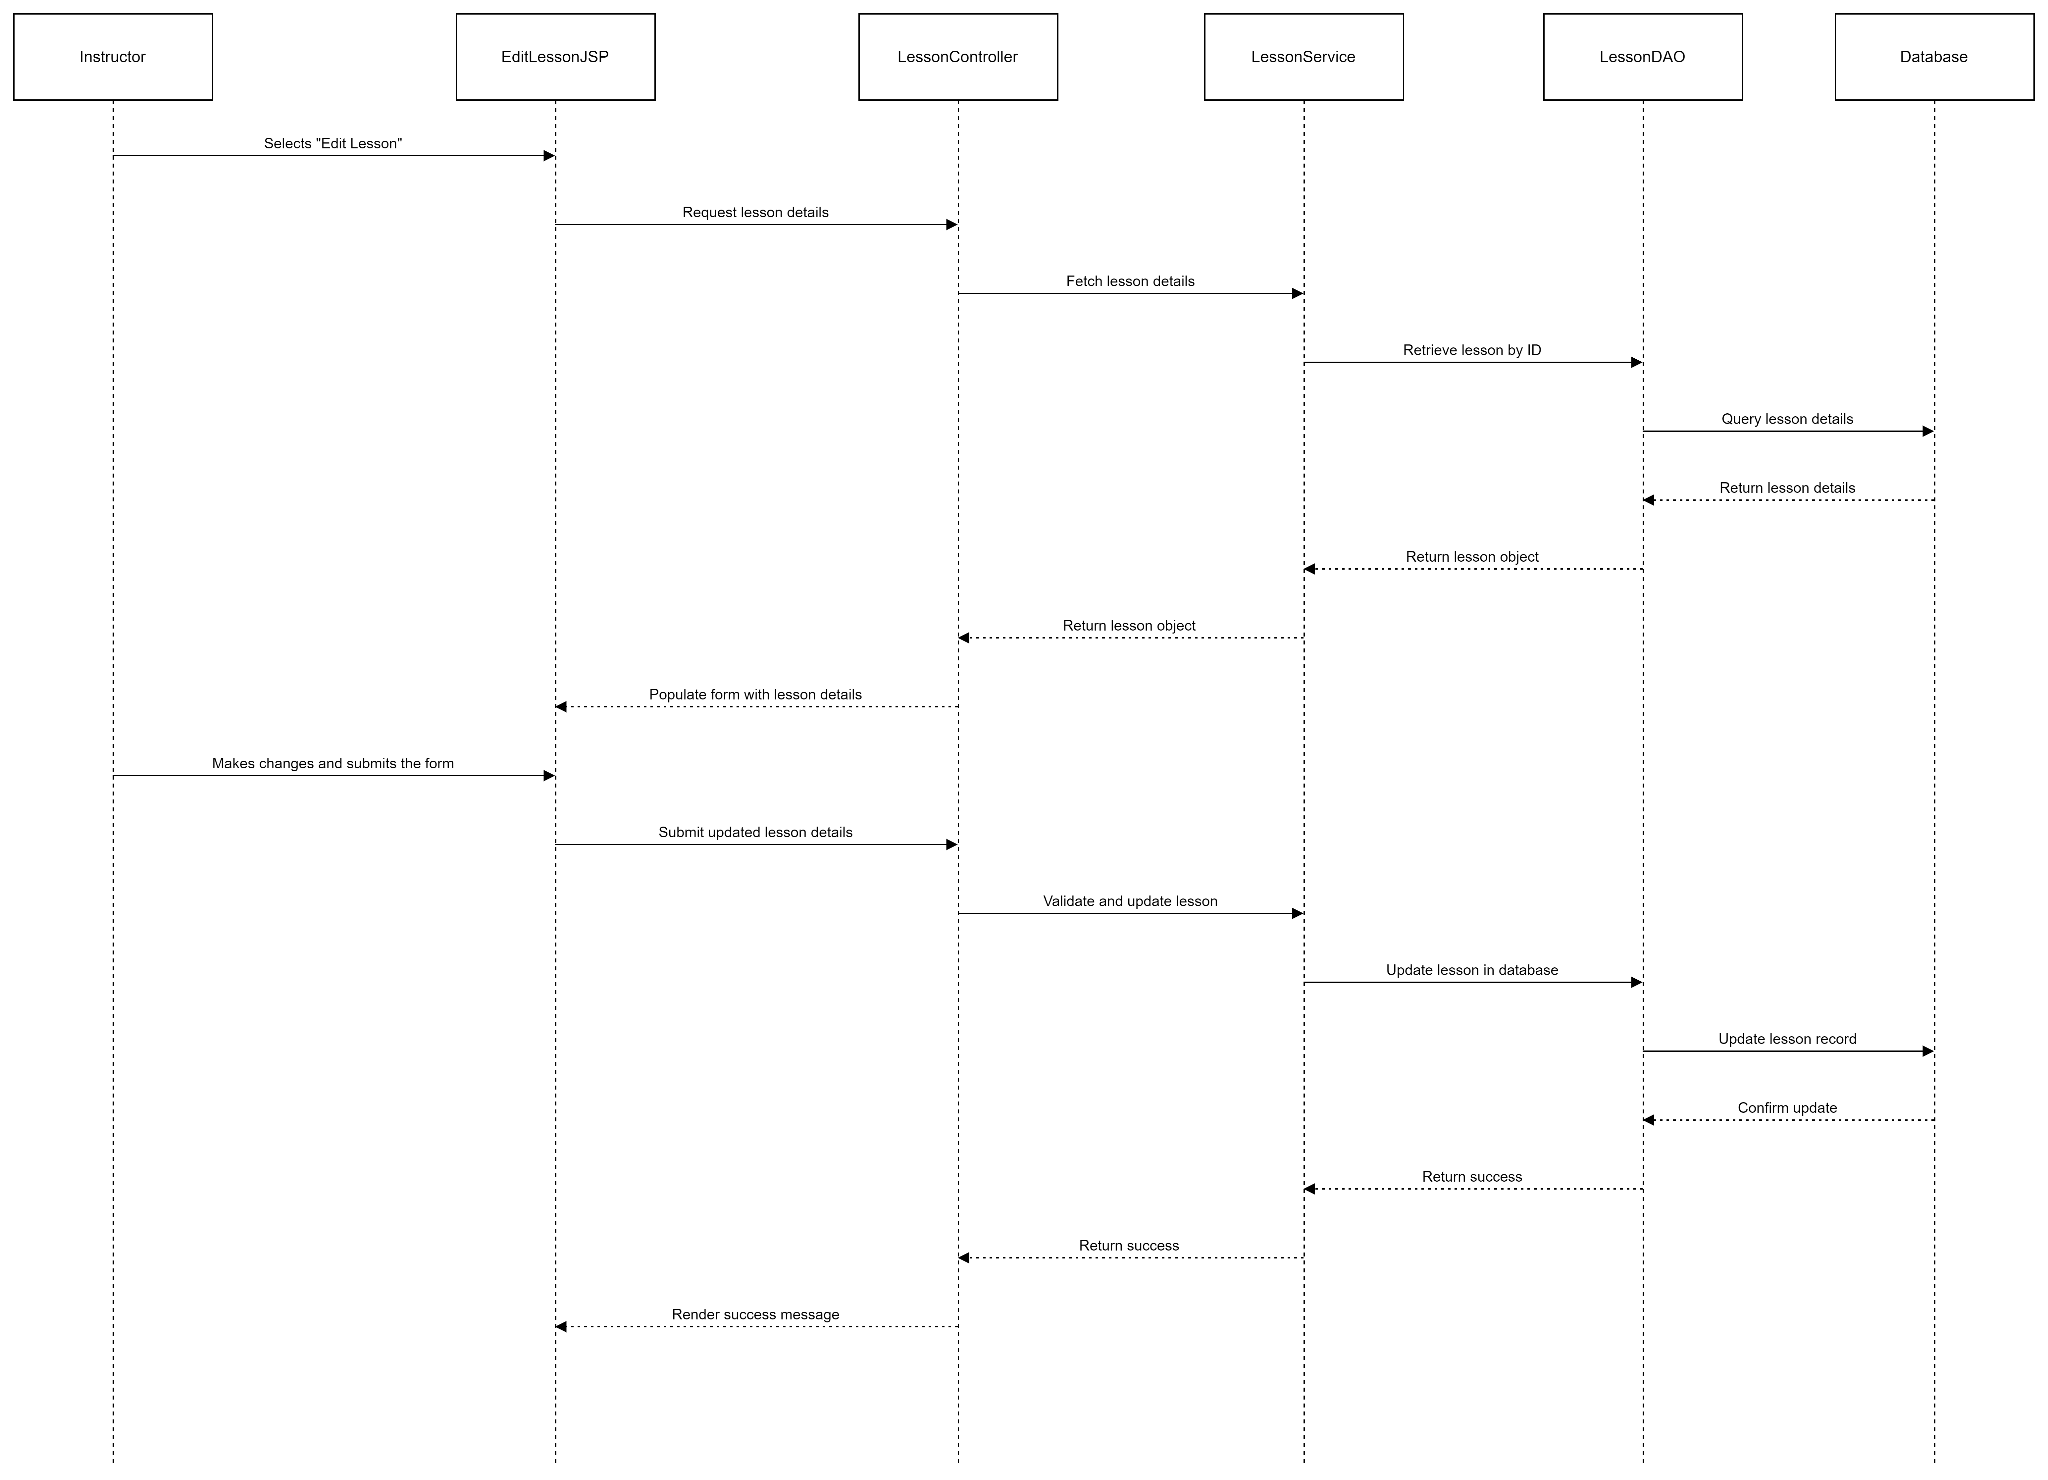 Instructor
EditLessonJSP
LessonController
LessonService
LessonDAO
Database
Selects "Edit Lesson"
Request lesson details
Fetch lesson details
Retrieve lesson by ID
Query lesson details
Return lesson details
Return lesson object
Return lesson object
Populate form with lesson details
Makes changes and submits the form
Submit updated lesson details
Validate and update lesson
Update lesson in database
Update lesson record
Confirm update
Return success
Return success
Render success message